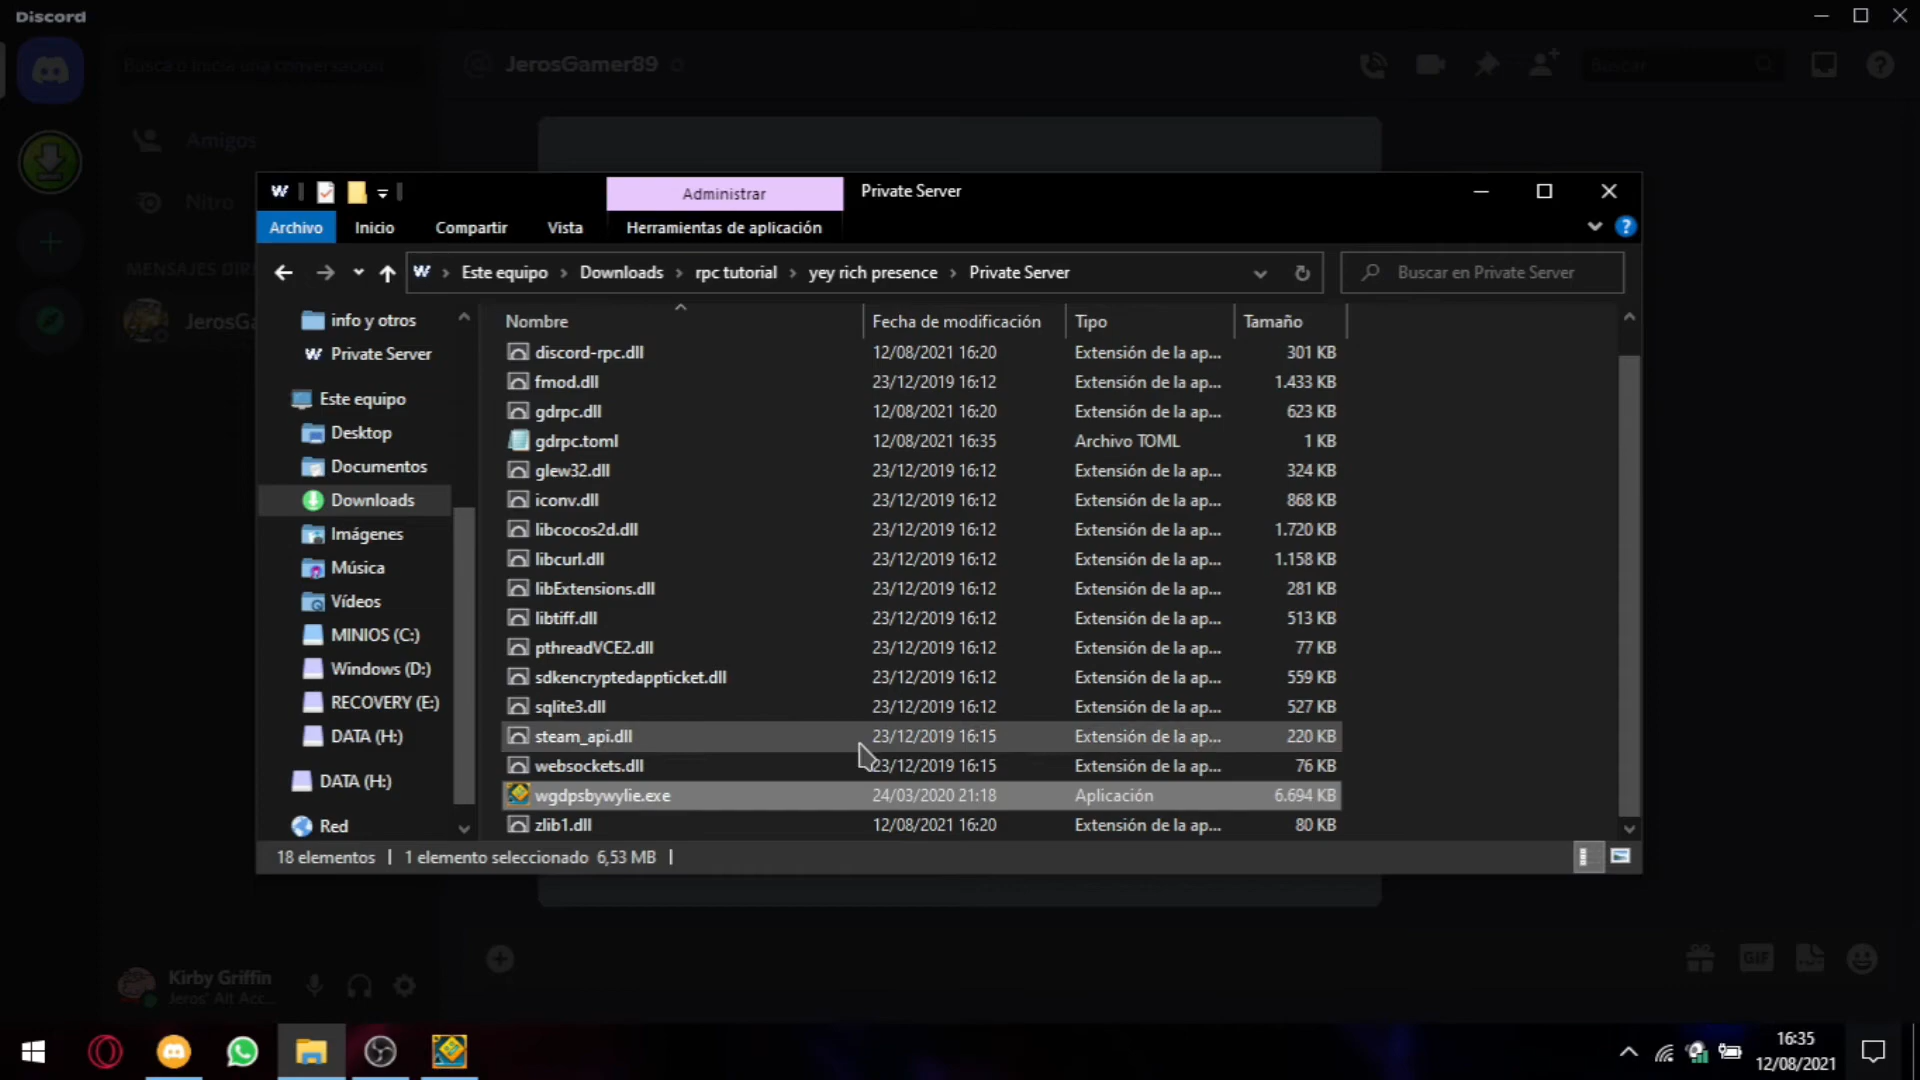 Discord
Busca o inicia una conversación
JerosGamer89
Buscar
Amigos
Nitro
MENSAJES DIRE
JerosGa
Administrar
Private Server
Archivo
Inicio
Compartir
Vista
Herramientas de aplicación
Este equipo > Downloads > rpc tutorial > yey rich presence > Private Server
Buscar en Private Server
info y otros
Private Server
Este equipo
Desktop
Documentos
Downloads
Imágenes
Música
Vídeos
MINIOS (C:)
Windows (D:)
RECOVERY (E:)
DATA (H:)
DATA (H:)
Red
Nombre Fecha de modificación Tipo Tamaño
discord-rpc.dll 12/08/2021 16:20 Extensión de la ap... 301 KB
fmod.dll 23/12/2019 16:12 Extensión de la ap... 1.433 KB
gdrpc.dll 12/08/2021 16:20 Extensión de la ap... 623 KB
gdrpc.toml 12/08/2021 16:35 Archivo TOML 1 KB
glew32.dll 23/12/2019 16:12 Extensión de la ap... 324 KB
iconv.dll 23/12/2019 16:12 Extensión de la ap... 868 KB
libcocos2d.dll 23/12/2019 16:12 Extensión de la ap... 1.720 KB
libcurl.dll 23/12/2019 16:12 Extensión de la ap... 1.158 KB
libExtensions.dll 23/12/2019 16:12 Extensión de la ap... 281 KB
libtiff.dll 23/12/2019 16:12 Extensión de la ap... 513 KB
pthreadVCE2.dll 23/12/2019 16:12 Extensión de la ap... 77 KB
sdkencryptedappticket.dll 23/12/2019 16:12 Extensión de la ap... 559 KB
sqlite3.dll 23/12/2019 16:12 Extensión de la ap... 527 KB
steam_api.dll 23/12/2019 16:15 Extensión de la ap... 220 KB
websockets.dll 23/12/2019 16:15 Extensión de la ap... 76 KB
wgdpsbywylie.exe 24/03/2020 21:18 Aplicación 6.694 KB
zlib1.dll 12/08/2021 16:20 Extensión de la ap... 80 KB
18 elementos | 1 elemento seleccionado 6,53 MB |
GIF
Kirby Griffin
Jeros' Alt Acc...
16:35
12/08/2021